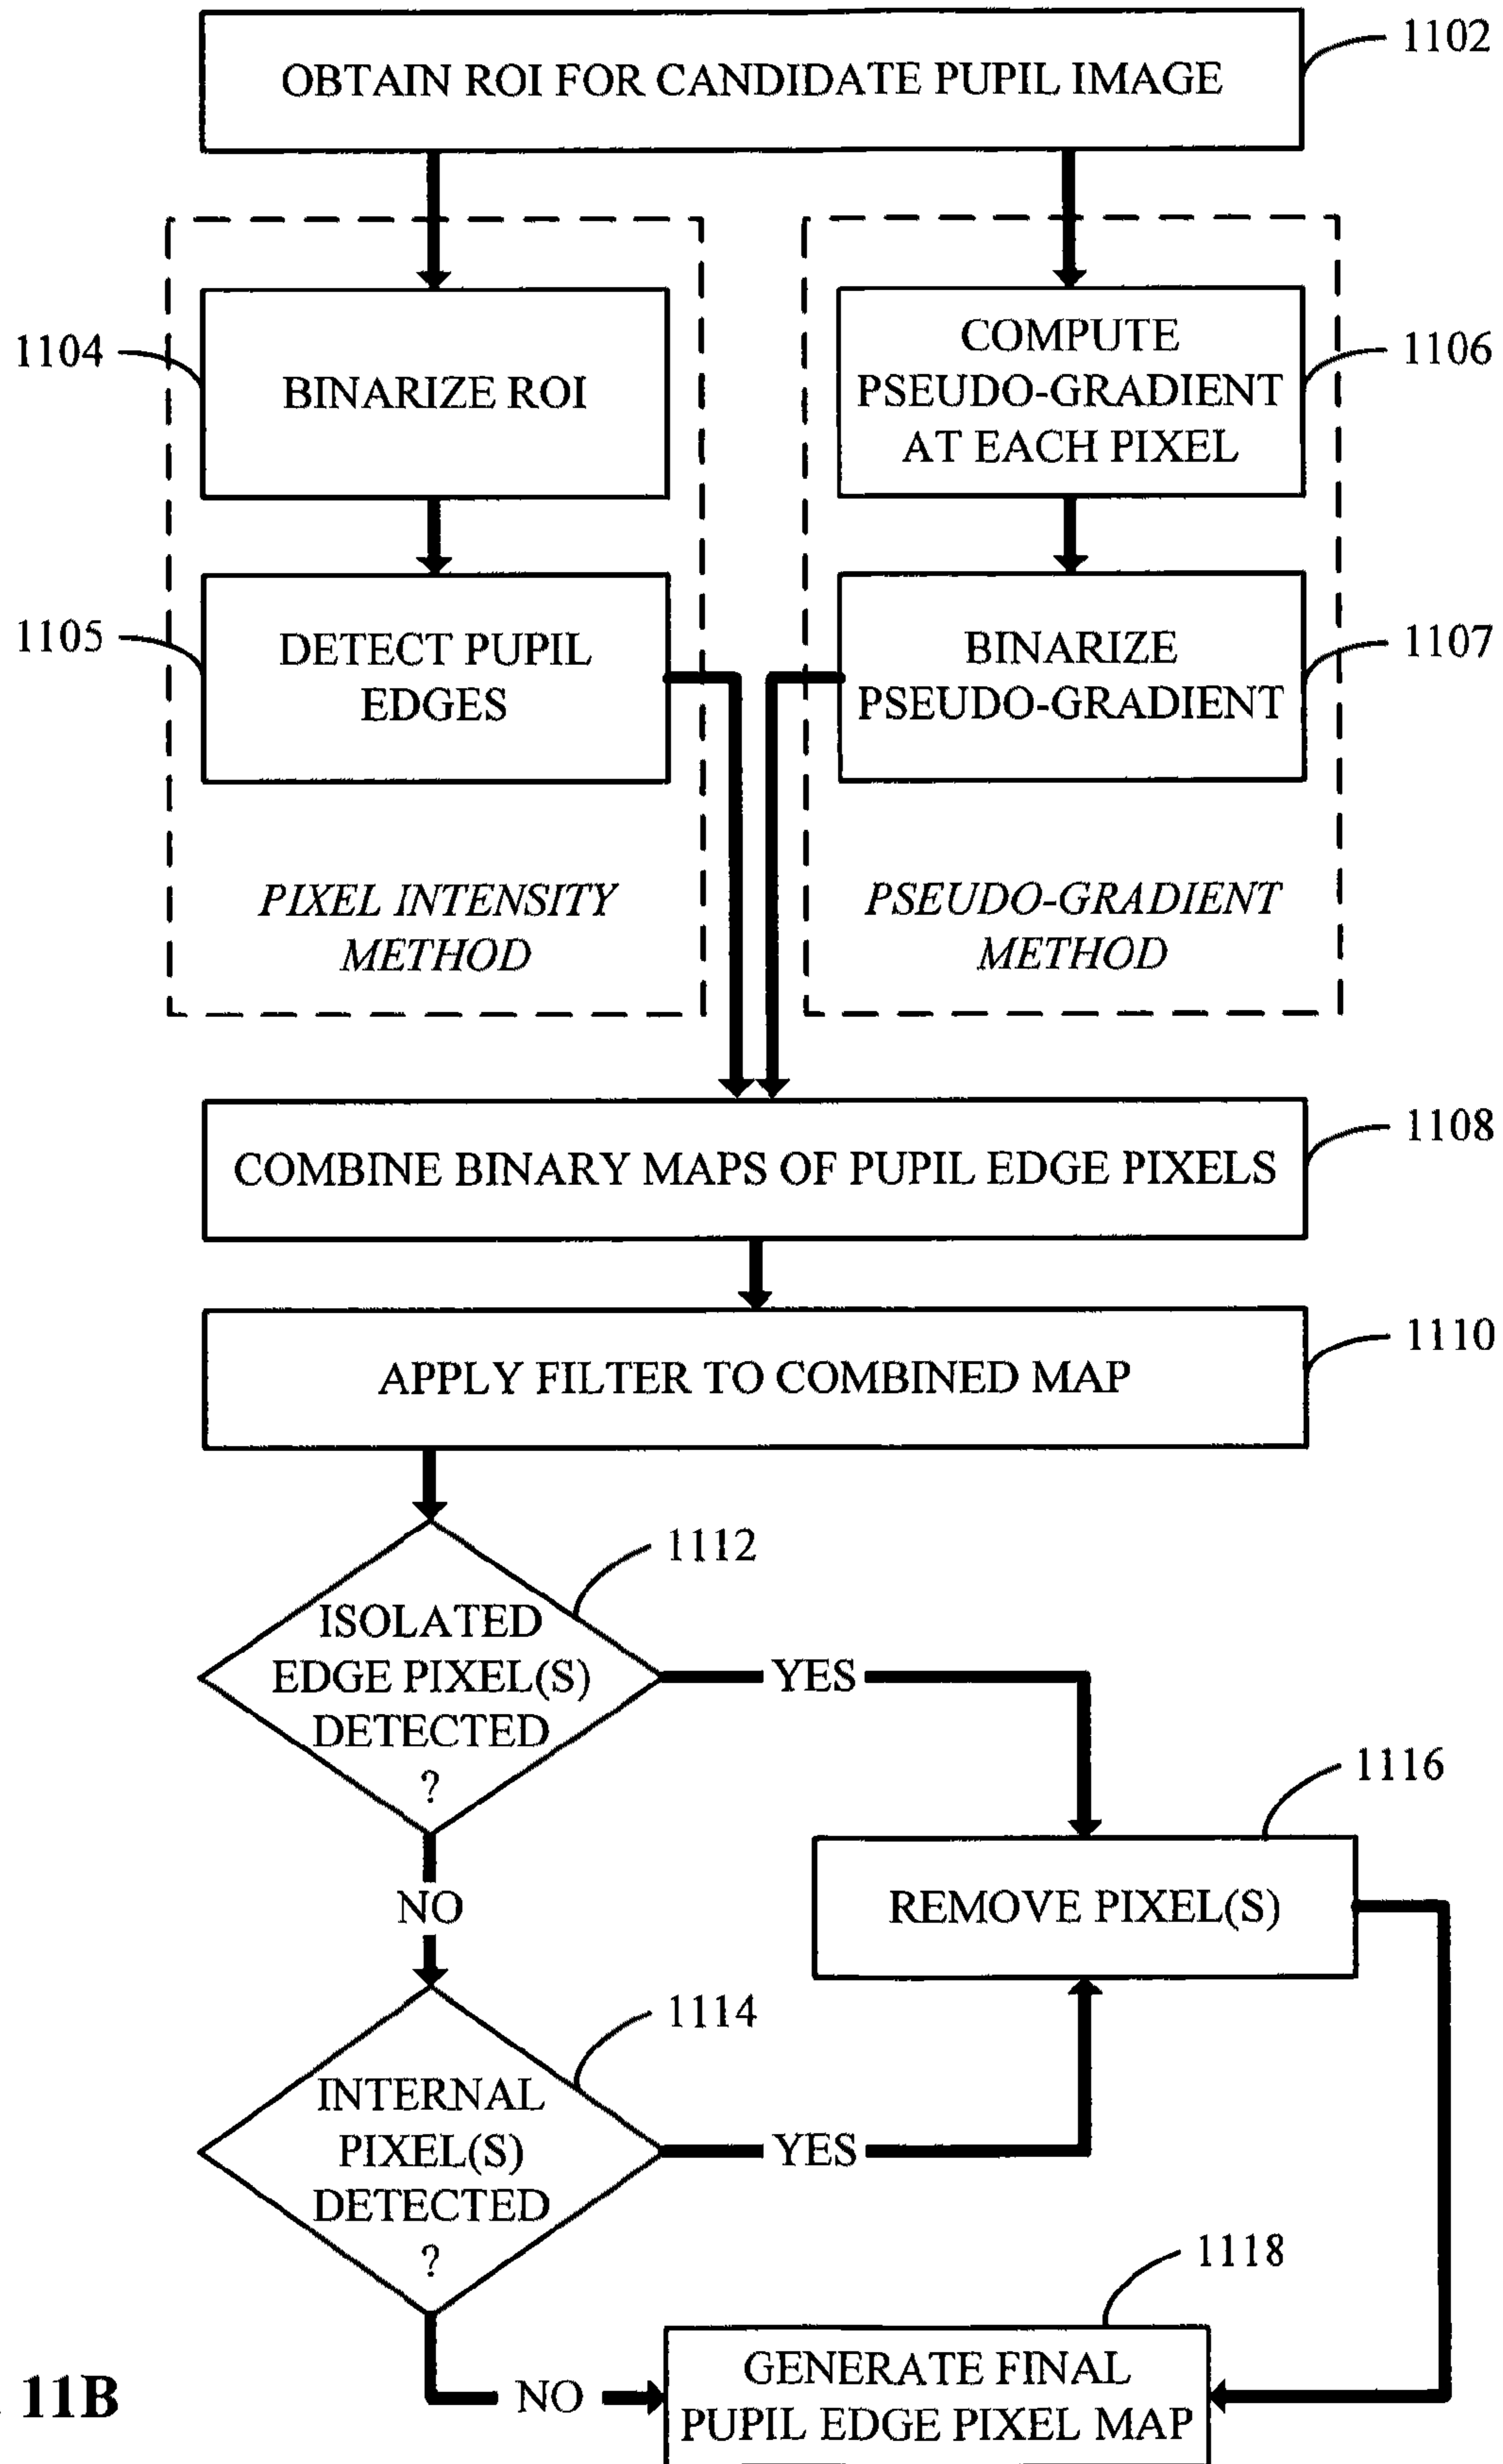 1102
OBTAIN ROI FOR CANDIDATE PUPIL IMAGE
1104
BINARIZE ROI
COMPUTE
PSEUDO-GRADIENT
AT EACH PIXEL
1106
1105
DETECT PUPIL
EDGES
BINARIZE
PSEUDO-GRADIENT
1107
PIXEL INTENSITY
METHOD
PSEUDO-GRADIENT
METHOD
1108
COMBINE BINARY MAPS OF PUPIL EDGE PIXELS
1110
APPLY FILTER TO COMBINED MAP
1112
ISOLATED
EDGE PIXEL(S)
DETECTED
?
YES
1116
REMOVE PIXEL(S)
NO
1114
INTERNAL
PIXEL(S)
DETECTED
?
YES
1118
GENERATE FINAL
PUPIL EDGE PIXEL MAP
NO
11B